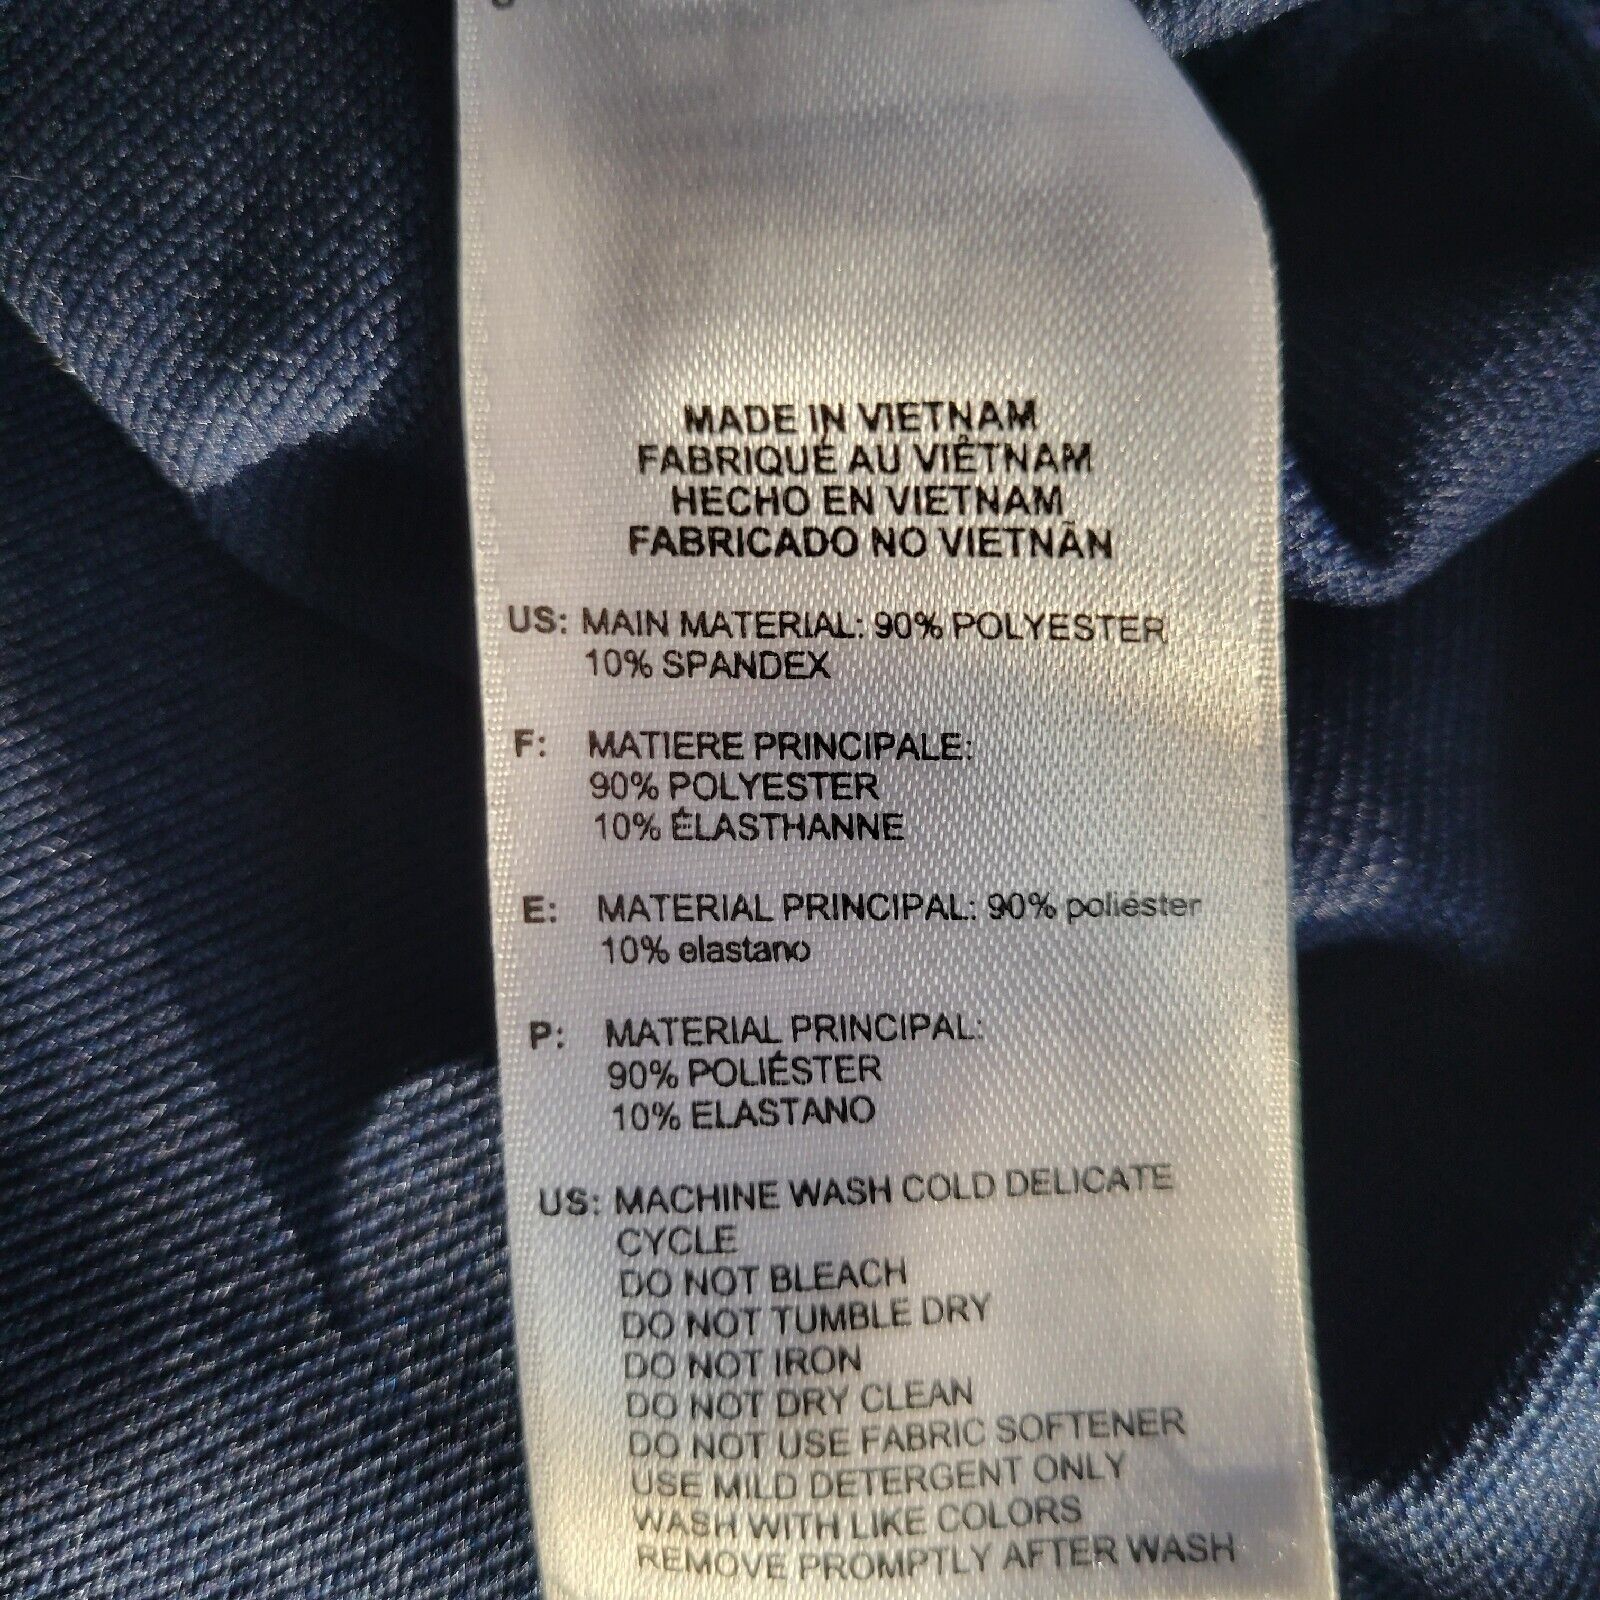 MADE IN VIETNAM
FABRIQUÉ AU VIÊTNAM
HECHO EN VIETNAM
FABRICADO NO VIETNÃN
US: MAIN MATERIAL: 90% POLYESTER
10% SPANDEX
F: MATIERE PRINCIPALE:
90% POLYESTER
10% ÉLASTHANNE
E: MATERIAL PRINCIPAL: 90% poliéster
10% elastano
P: MATERIAL PRINCIPAL:
90% POLIÉSTER
10% ELASTANO
US: MACHINE WASH COLD DELICATE
CYCLE
DO NOT BLEACH
DO NOT TUMBLE DRY
DO NOT IRON
DO NOT DRY CLEAN
DO NOT USE FABRIC SOFTENER
USE MILD DETERGENT ONLY
WASH WITH LIKE COLORS
REMOVE PROMPTLY AFTER WASH